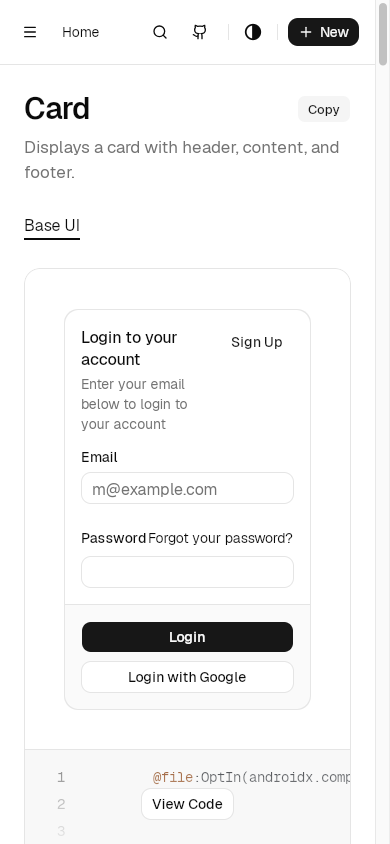 Home
New
Card
Copy
Displays a card with header, content, and
footer.
Base UI
Login to your
account
Sign Up
Enter your email
below to login to
your account
Email
m@example.com
Password Forgot your password?
Login
Login with Google
1 @file:OptIn(androidx.comp
2
View Code
3